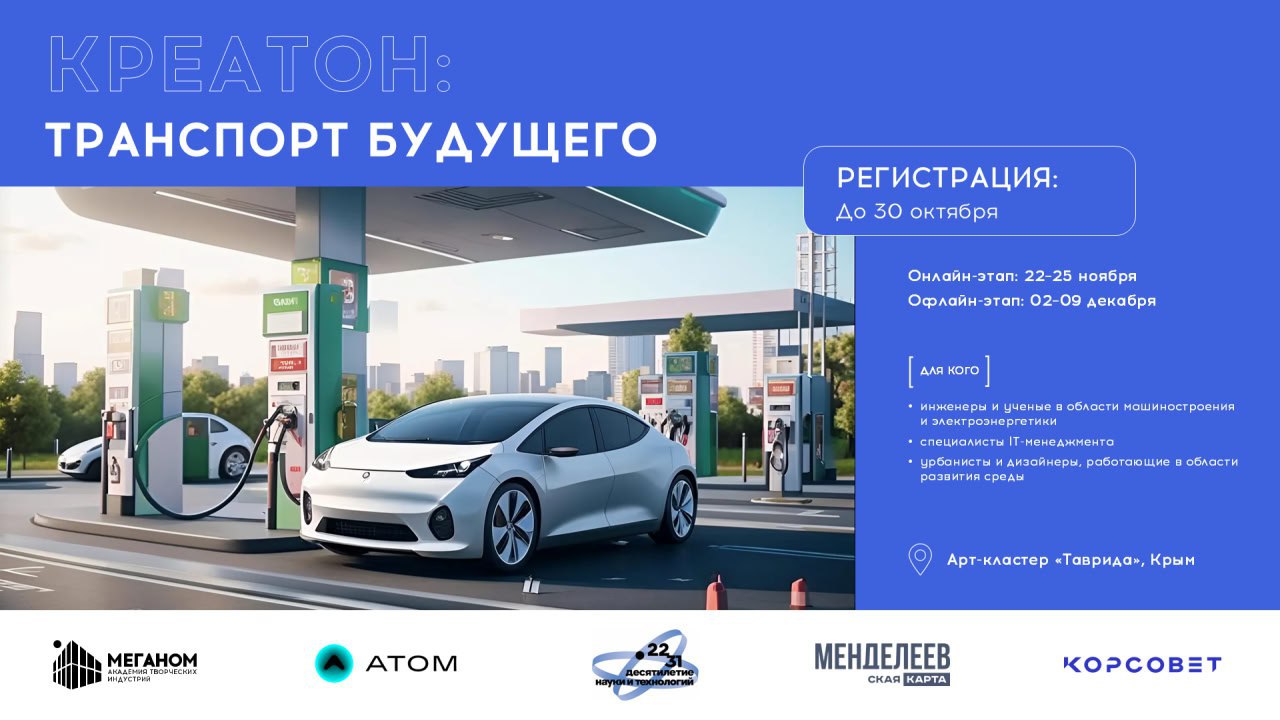 КРЕАТОН:
ТРАНСПОРТ БУДУЩЕГО
РЕГИСТРАЦИЯ:
До 30 октября
Онлайн-этап: 22-25 ноября
Офлайн-этап: 02-09 декабря
[ для кого ]
• инженеры и ученые в области машиностроения
и электроэнергетики
• специалисты IT-менеджмента
• урбанисты и дизайнеры, работающие в области
развития среды
Арт-кластер «Таврида», Крым
МЕГАНОМ
АКАДЕМИЯ ТВОРЧЕСКИХ
ИНДУСТРИЙ
АТОМ
22
31
десятилетие
науки и технологий
МЕНДЕЛЕЕВ
СКАЯ КАРТА
КОРСОВЕТ